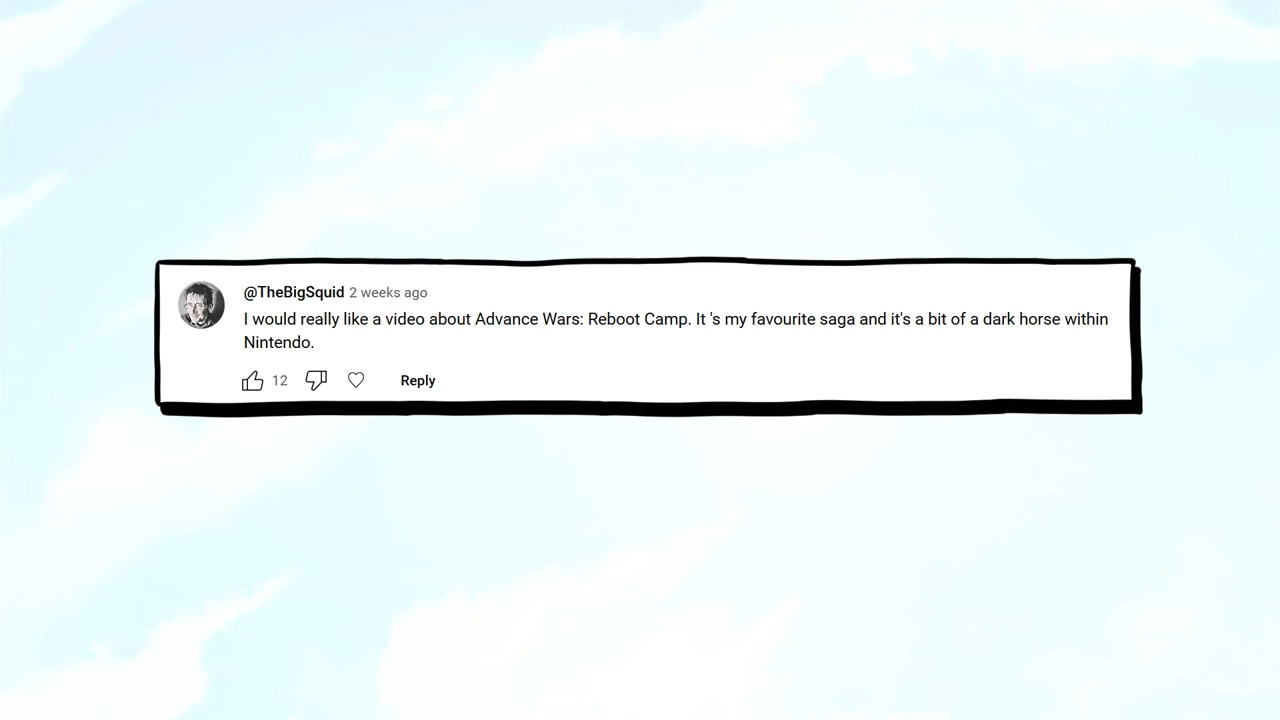 @TheBigSquid 2 weeks ago
I would really like a video about Advance Wars: Reboot Camp. It 's my favourite saga and it's a bit of a dark horse within
Nintendo.
12 Reply